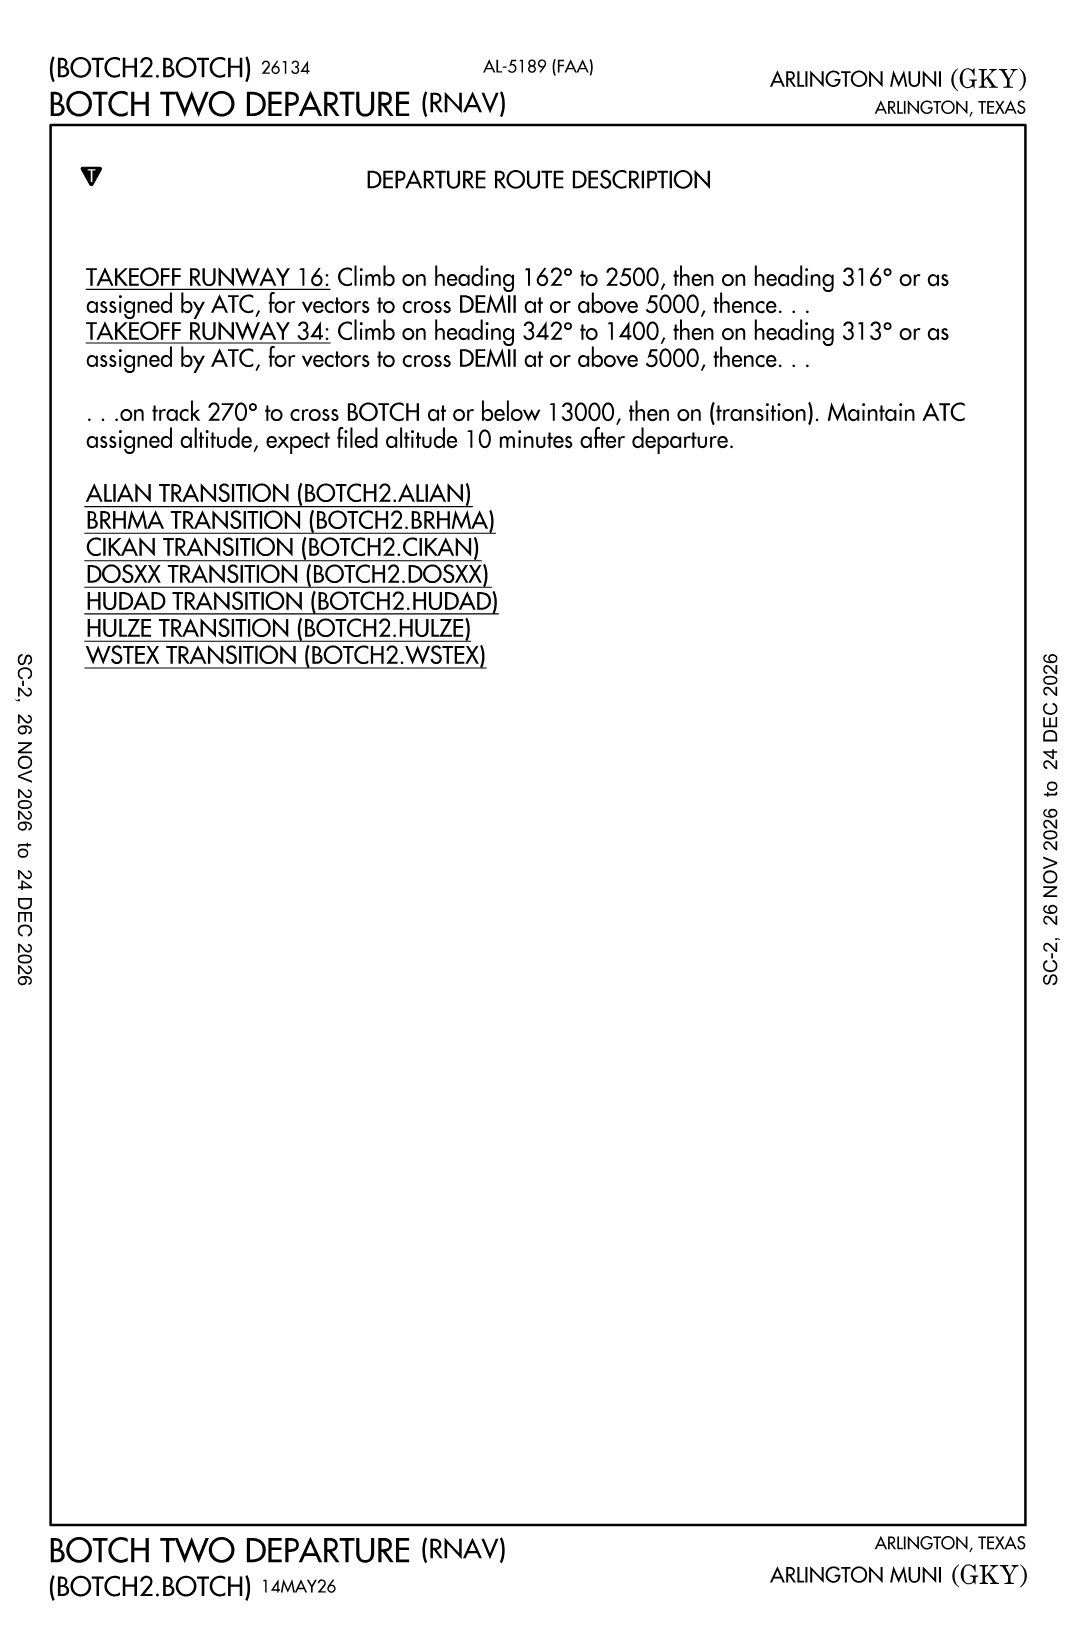 (BOTCH2.BOTCH) 26134
AL-5189 (FAA)
ARLINGTON MUNI (GKY)
BOTCH TWO DEPARTURE (RNAV)
ARLINGTON, TEXAS
T
DEPARTURE ROUTE DESCRIPTION
TAKEOFF RUNWAY 16: Climb on heading 162° to 2500, then on heading 316° or as
assigned by ATC, for vectors to cross DEMII at or above 5000, thence. . .
TAKEOFF RUNWAY 34: Climb on heading 342° to 1400, then on heading 313° or as
assigned by ATC, for vectors to cross DEMII at or above 5000, thence. . .
. . .on track 270° to cross BOTCH at or below 13000, then on (transition). Maintain ATC
assigned altitude, expect filed altitude 10 minutes after departure.
ALIAN TRANSITION (BOTCH2.ALIAN)
BRHMA TRANSITION (BOTCH2.BRHMA)
CIKAN TRANSITION (BOTCH2.CIKAN)
DOSXX TRANSITION (BOTCH2.DOSXX)
HUDAD TRANSITION (BOTCH2.HUDAD)
HULZE TRANSITION (BOTCH2.HULZE)
WSTEX TRANSITION (BOTCH2.WSTEX)
SC-2, 26 NOV 2026 to 24 DEC 2026
SC-2, 26 NOV 2026 to 24 DEC 2026
BOTCH TWO DEPARTURE (RNAV)
ARLINGTON, TEXAS
(BOTCH2.BOTCH) 14MAY26
ARLINGTON MUNI (GKY)